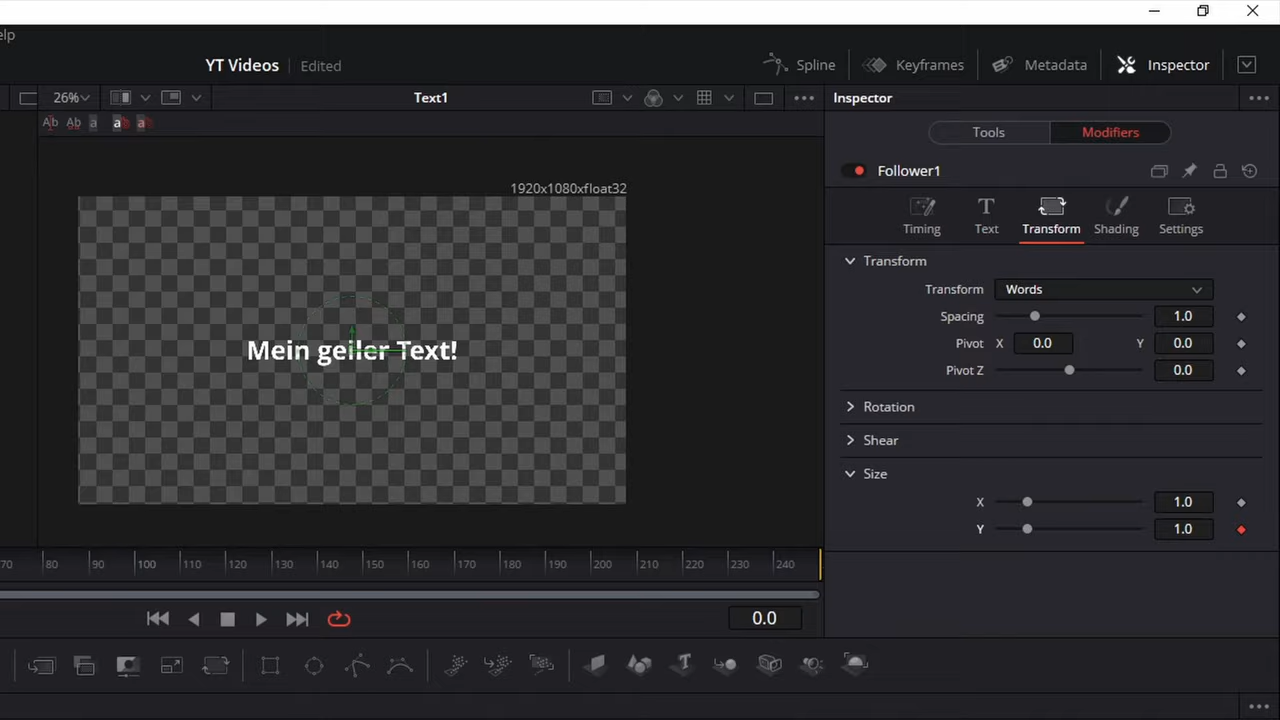 elp
YT Videos Edited Spline Keyframes Metadata Inspector
26% Text1 Inspector
Ab Ab a ab a
Tools Modifiers
Follower1
1920x1080xfloat32
T
Timing Text Transform Shading Settings
Transform
Transform Words
Spacing 1.0
Pivot X 0.0 Y 0.0
Mein geiler Text!
Pivot Z 0.0
Rotation
Shear
Size
X 1.0
Y 1.0
70 80 90 100 110 120 130 140 150 160 170 180 190 200 210 220 230 240
0.0
T